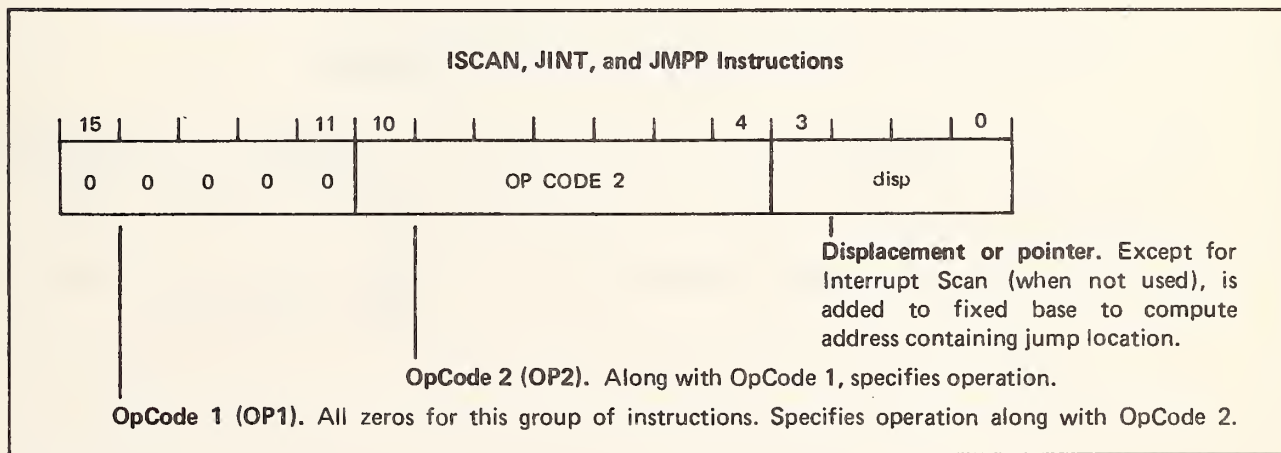 ISCAN, JINT, and JMPP Instructions
15 11 10 4 3 0
0 0 0 0 0 OP CODE 2 disp
Displacement or pointer. Except for
Interrupt Scan (when not used), is
added to fixed base to compute
address containing jump location.
OpCode 2 (OP2). Along with OpCode 1, specifies operation.
OpCode 1 (OP1). All zeros for this group of instructions. Specifies operation along with OpCode 2.